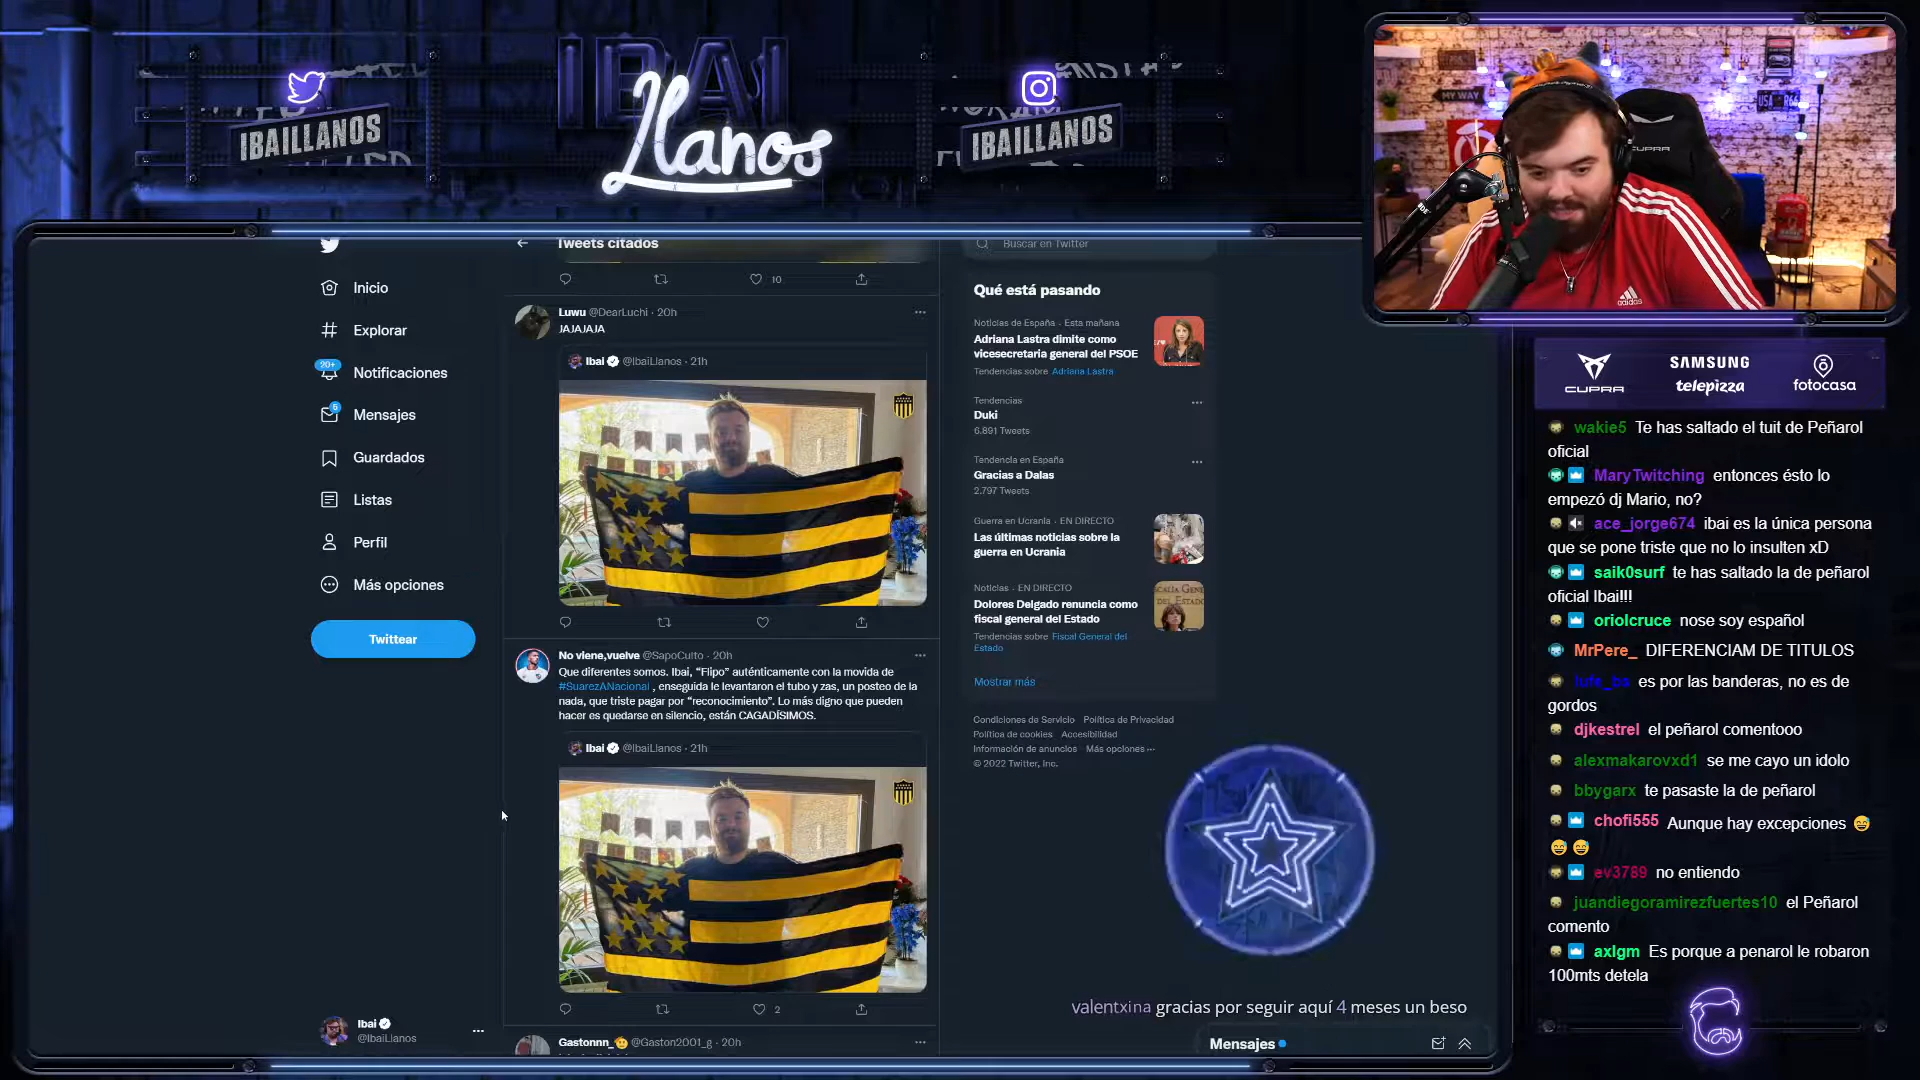 IBAI
Llanos
IBAILLANOS
IBAILLANOS
MY WAY
CUPRA
adidas
Tweets citados
Buscar en Twitter
Inicio
Explorar
20+
Notificaciones
6
Mensajes
Guardados
Listas
Perfil
Más opciones
Twittear
Ibai
@IbaiLlanos
10
Luwu @DearLuchi · 20h
JAJAJAJA
Ibai @IbaiLlanos · 21h
No viene,vuelve @SapoCulto · 20h
Que diferentes somos. Ibai, “Flipo” auténticamente con la movida de
#SuarezANacional , enseguida le levantaron el tubo y zas, un posteo de la
nada, que triste pagar por “reconocimiento”. Lo más digno que pueden
hacer es quedarse en silencio, están CAGADÍSIMOS.
Ibai @IbaiLlanos · 21h
2
Gastonnn_ @Gaston2001_g · 20h
Qué está pasando
Noticias de España · Esta mañana
Adriana Lastra dimite como
vicesecretaria general del PSOE
Tendencias sobre Adriana Lastra
Tendencias
Duki
6.891 Tweets
Tendencia en España
Gracias a Dalas
2.797 Tweets
Guerra en Ucrania · EN DIRECTO
Las últimas noticias sobre la
guerra en Ucrania
Noticias · EN DIRECTO
Dolores Delgado renuncia como
fiscal general del Estado
Tendencias sobre Fiscal General del
Estado
Mostrar más
Condiciones de Servicio Política de Privacidad
Política de cookies Accesibilidad
Información de anuncios Más opciones ···
© 2022 Twitter, Inc.
valentxina gracias por seguir aquí 4 meses un beso
Mensajes
CUPRA
SAMSUNG
telepizza
fotocasa
wakie5 Te has saltado el tuit de Peñarol
oficial
MaryTwitching entonces ésto lo
empezó dj Mario, no?
ace_jorge674 ibai es la única persona
que se pone triste que no lo insulten xD
saik0surf te has saltado la de peñarol
oficial Ibai!!!
oriolcruce nose soy español
MrPere_ DIFERENCIAM DE TITULOS
es por las banderas, no es de
gordos
djkestrel el peñarol comentooo
alexmakarovxd1 se me cayo un idolo
bbygarx te pasaste la de peñarol
chofi555 Aunque hay excepciones 😅
😅 😅
ev3789 no entiendo
juandiegoramirezfuertes10 el Peñarol
comento
axlgm Es porque a penarol le robaron
100mts detela